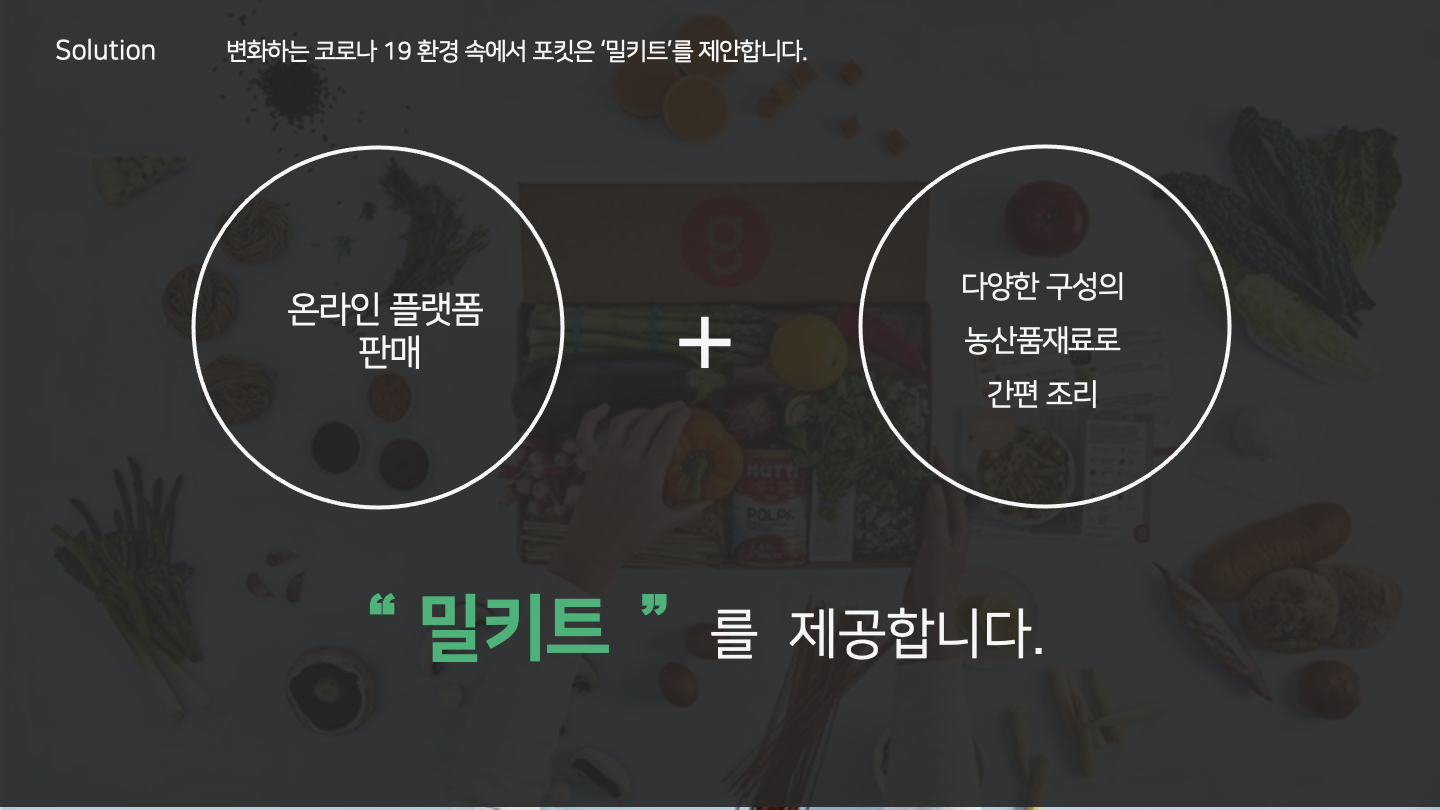 Solution 변화하는 코로나 19 환경 속에서 포킷은 ‘밀키트’를 제안합니다.
온라인 플랫폼
판매
+
다양한 구성의
농산품재료로
간편 조리
“ 밀키트 ” 를 제공합니다.
g
MUTTI
POLPA